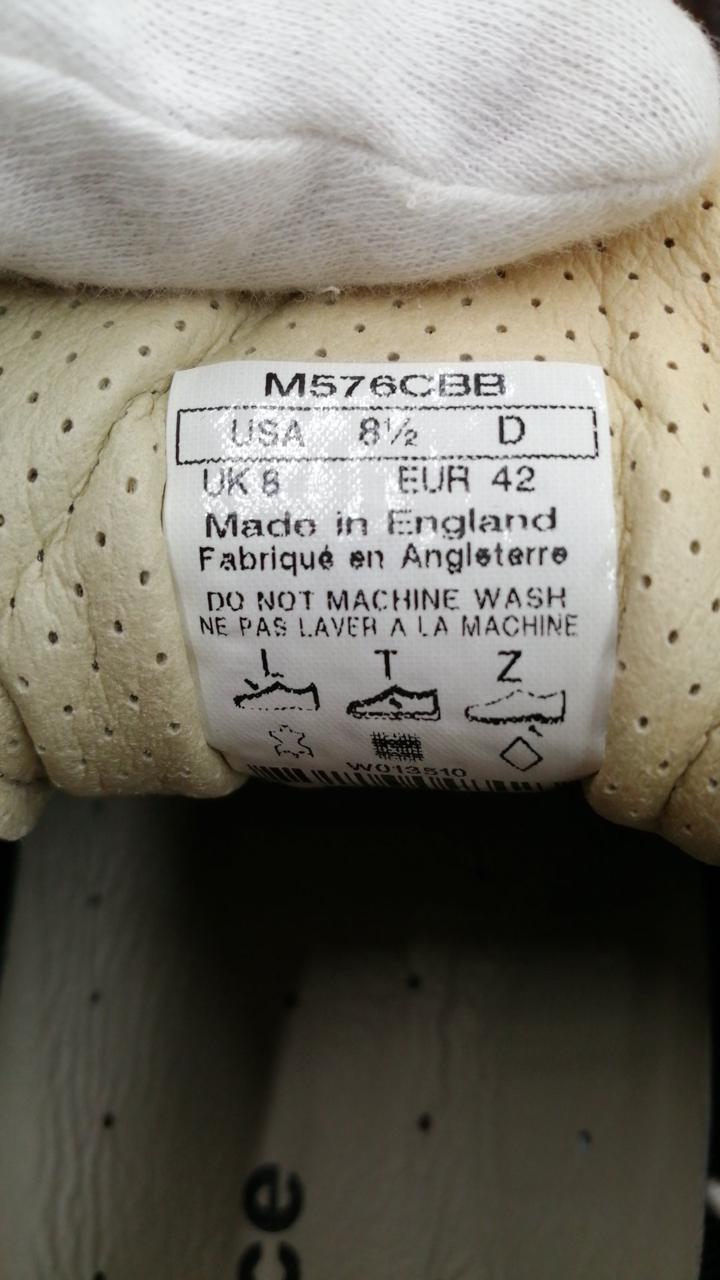 M576CBB
USA 8½ D
UK 8 EUR 42
Made in England
Fabriqué en Angleterre
DO NOT MACHINE WASH
NE PAS LAVER A LA MACHINE
L T Z
W013510
ce